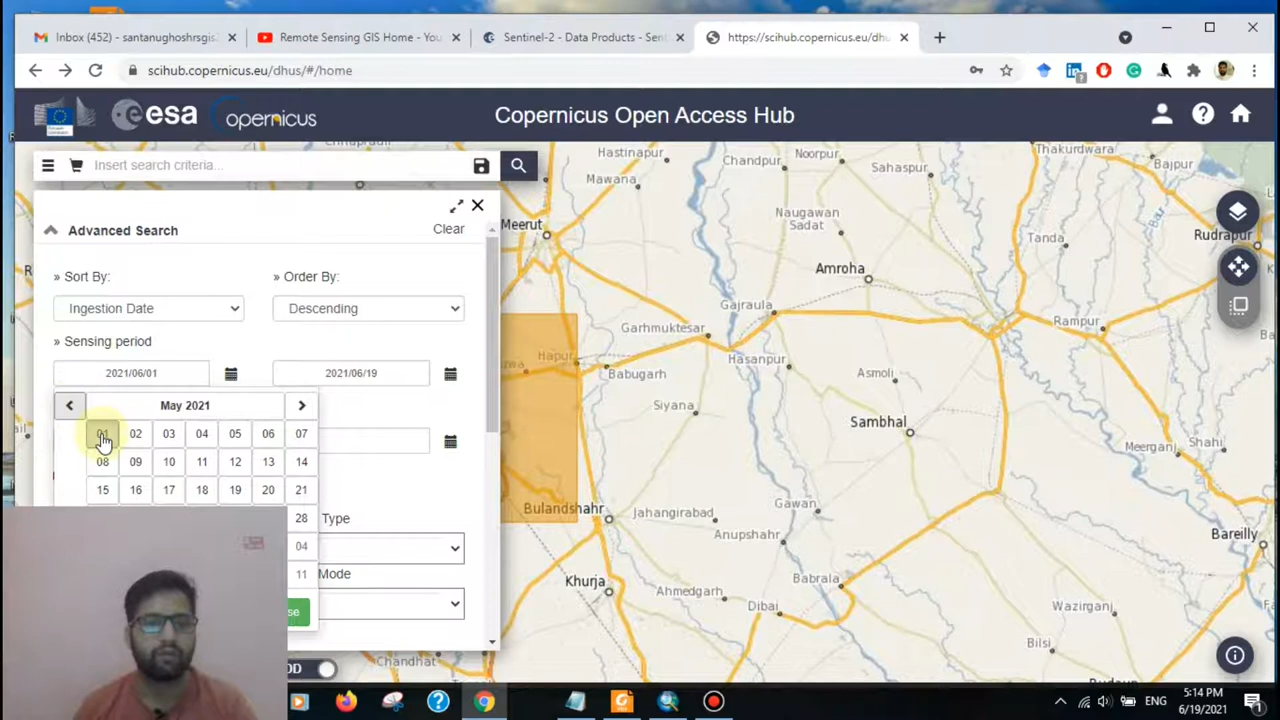 Inbox (452) - santanughoshrsgis
Remote Sensing GIS Home - You
Sentinel-2 - Data Products - Sent
https://scihub.copernicus.eu/dhu
scihub.copernicus.eu/dhus/#/home
esa
opernicus
Copernicus Open Access Hub
Insert search criteria...
Advanced Search
Clear
» Sort By:
» Order By:
Ingestion Date
Descending
» Sensing period
2021/06/01
2021/06/19
May 2021
01 02 03 04 05 06 07
08 09 10 11 12 13 14
15 16 17 18 19 20 21
28
Type
04
11
Mode
se
Hastinapur
Mawana
Meerut
Chandpur
Noorpur
Sahaspur
Thakurdwara
Jaspur
Bajpur
Haripura
Naugawan
Sadat
Tanda
Rudrapur
Amroha
Gajraula
Garhmuktesar
Rampur
Hapur
Babugarh
Hasanpur
Asmoli
Siyana
Sambhal
Meerganj
Shahi
Bulandshahr
Jahangirabad
Gawan
Anupshahr
Bareilly
Khurja
Ahmedgarh
Babrala
Dibai
Wazirganj
Bisauli
Chandhat
Budaun
ENG
5:14 PM
6/19/2021